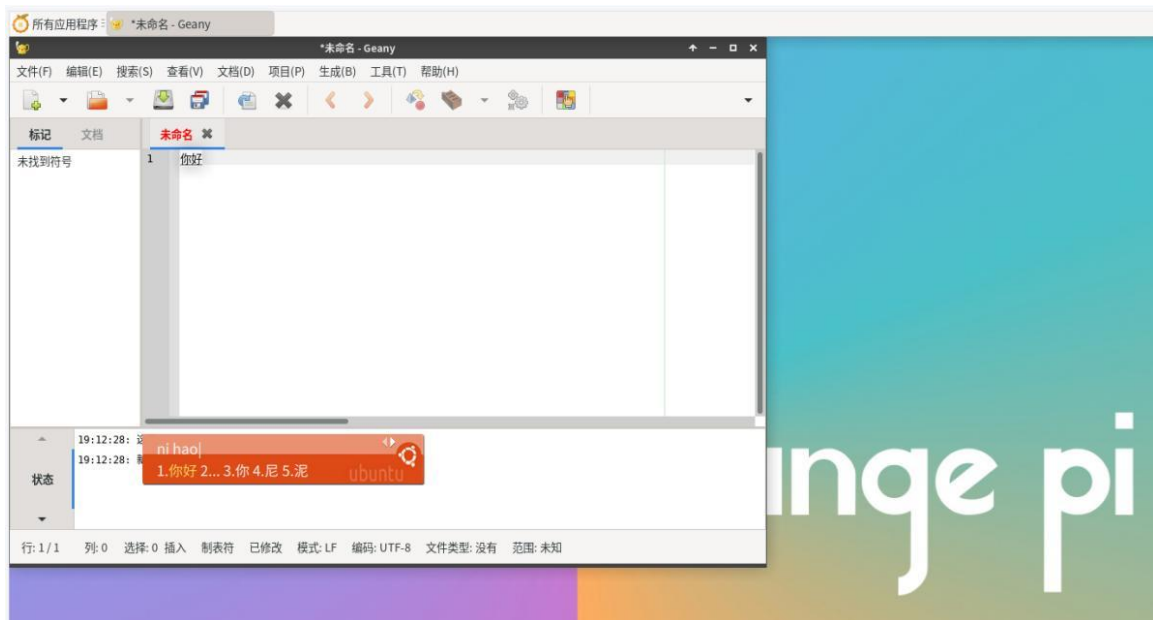 所有应用程序 *未命名 - Geany
*未命名 - Geany
文件(F) 编辑(E) 搜索(S) 查看(V) 文档(D) 项目(P) 生成(B) 工具(T) 帮助(H)
标记 文档 未命名
未找到符号 1 你好
19:12:28:
ni hao
19:12:28:
1.你好 2... 3.你 4.尼 5.泥 ubuntu
状态
行: 1 / 1 列: 0 选择: 0 插入 制表符 已修改 模式: LF 编码: UTF-8 文件类型: 没有 范围: 未知
nge pi